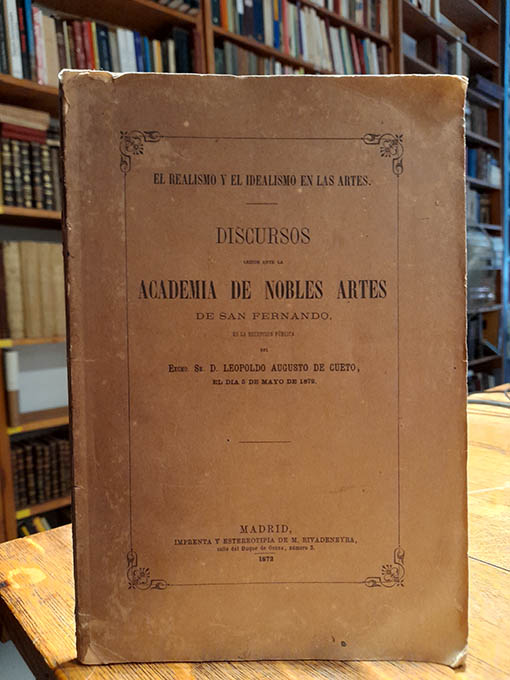 EL REALISMO Y EL IDEALISMO EN LAS ARTES.
DISCURSOS
LEIDOS ANTE LA
ACADEMIA DE NOBLES ARTES
DE SAN FERNANDO,
EN LA RECEPCION PÚBLICA
DEL
EXCMO. SR. D. LEOPOLDO AUGUSTO DE CUETO,
EL DIA 5 DE MAYO DE 1872.
MADRID,
IMPRENTA Y ESTEREOTIPIA DE M. RIVADENEYRA,
calle del Duque de Osuna, número 3.
1872